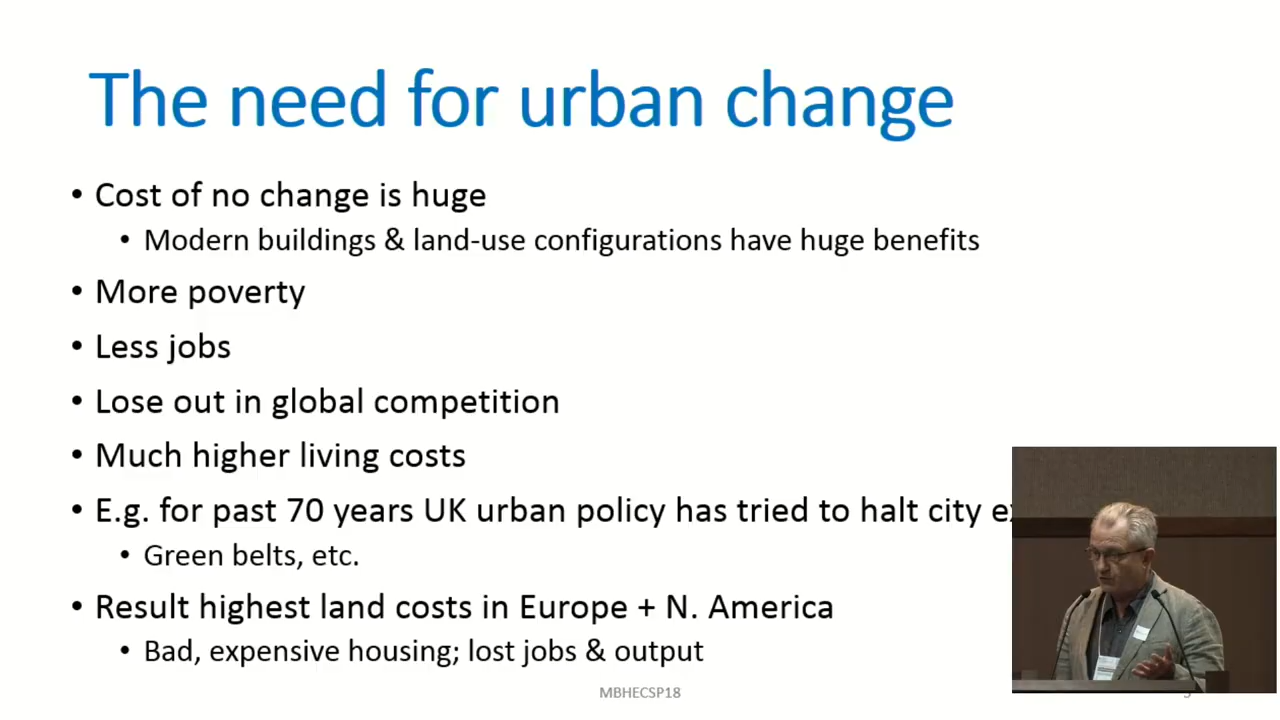 The need for urban change
• Cost of no change is huge
• Modern buildings & land-use configurations have huge benefits
• More poverty
• Less jobs
• Lose out in global competition
• Much higher living costs
• E.g. for past 70 years UK urban policy has tried to halt city
• Green belts, etc.
• Result highest land costs in Europe + N. America
• Bad, expensive housing; lost jobs & output
MBHECSP18